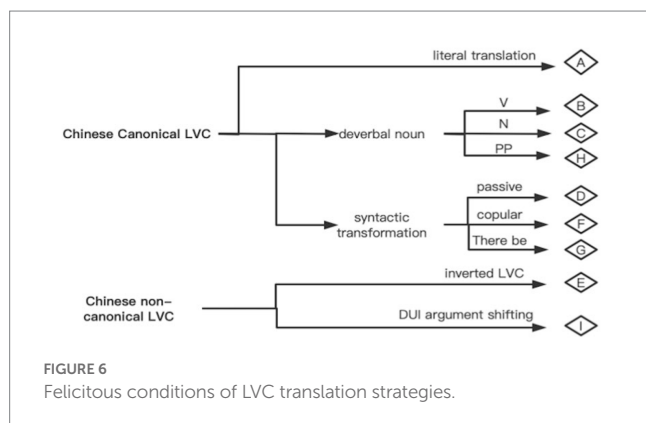 literal translation
A
Chinese Canonical LVC
deverbal noun
V
B
N
C
PP
H
syntactic
transformation
passive
D
copular
F
There be
G
Chinese non-
canonical LVC
inverted LVC
E
DUI argument shifting
I
FIGURE 6
Felicitous conditions of LVC translation strategies.